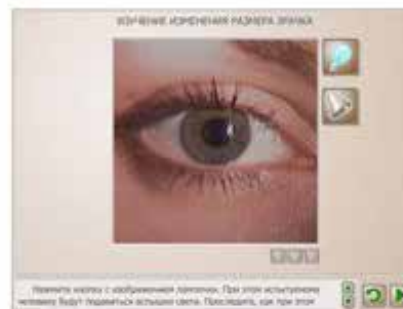 ИЗУЧЕНИЕ ИЗМЕНЕНИЯ РАЗМЕРА ЗРАЧКА
Нажмите кнопку с изображением лампочки. При этом испытуемому
человеку будут подаваться вспышки света. Проследите, как при этом